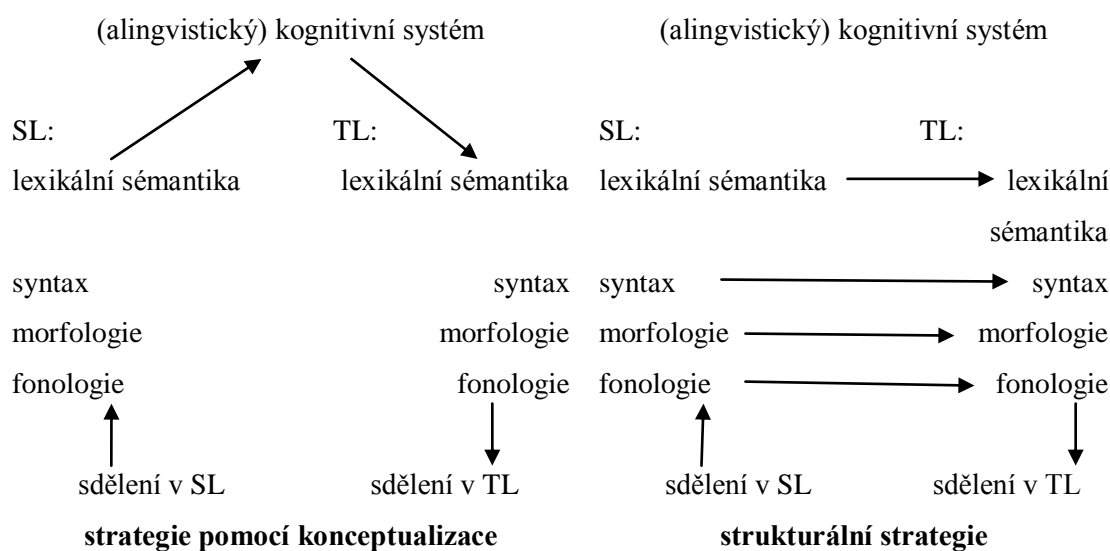 (alingvistický) kognitivní systém (alingvistický) kognitivní systém
SL: TL: SL: TL:
lexikální sémantika lexikální sémantika lexikální sémantika lexikální
sémantika
syntax syntax syntax syntax
morfologie morfologie morfologie morfologie
fonologie fonologie fonologie fonologie
sdělení v SL sdělení v TL sdělení v SL sdělení v TL
strategie pomocí konceptualizace strukturální strategie